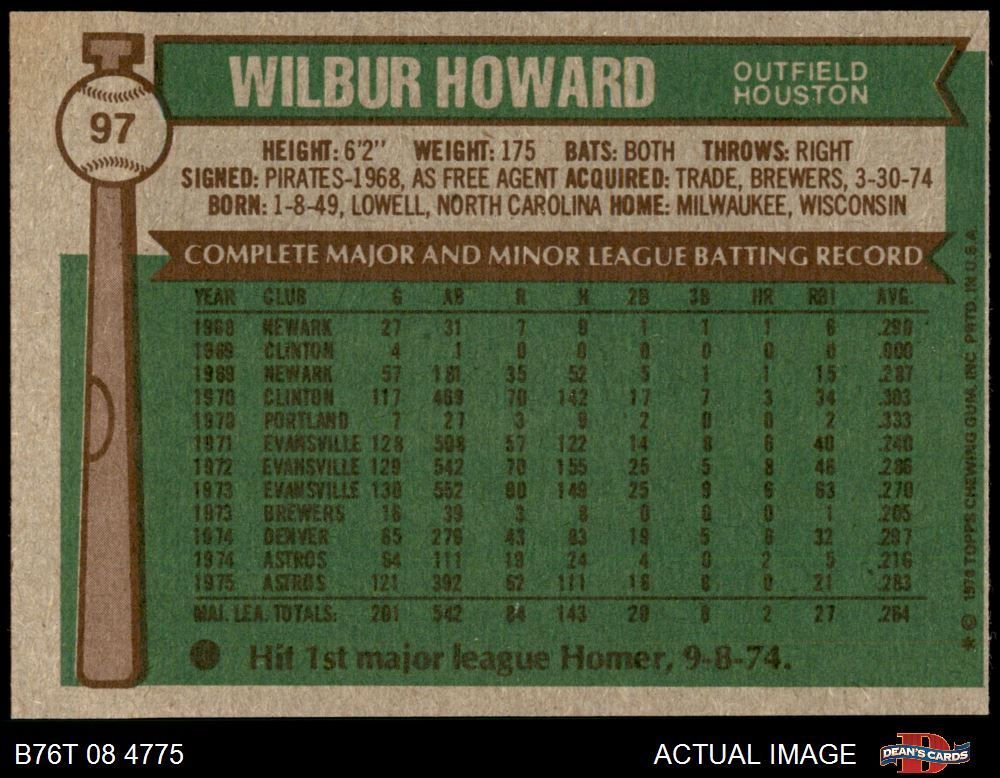 WILBUR HOWARD
OUTFIELD
HOUSTON
97
HEIGHT: 6'2" WEIGHT: 175 BATS: BOTH THROWS: RIGHT
SIGNED: PIRATES-1968, AS FREE AGENT ACQUIRED: TRADE, BREWERS, 3-30-74
BORN: 1-8-49, LOWELL, NORTH CAROLINA HOME: MILWAUKEE, WISCONSIN
COMPLETE MAJOR AND MINOR LEAGUE BATTING RECORD
YEAR CLUB G AB R H 2B 3B HR RBI AVG.
1968 NEWARK 27 31 7 1 1 1 6
1969 CLINTON 4 1 0 0 0 0 0 0 .000
1969 NEWARK 57 181 35 52 5 1 1 15 .287
1970 CLINTON 117 469 70 142 17 7 3 34 .303
1970 PORTLAND 7 27 3 9 2 0 0 2 .333
1971 EVANSVILLE 128 508 57 122 14 6 40 .240
1972 EVANSVILLE 129 542 70 155 25 5 8 46 .286
1973 EVANSVILLE 130 552 80 149 25 9 6 63 .270
1973 BREWERS 16 39 3 8 0 0 0 1 .205
1974 DENVER 65 279 43 83 19 5 6 32 .297
1974 ASTROS 64 111 19 24 4 0 2 5 .216
1975 ASTROS 121 392 62 111 16 8 0 21 .283
MAJ. LEA. TOTALS: 201 542 84 143 20 8 2 27 .264
Hit 1st major league Homer, 9-8-74.
* © 1976 TOPPS CHEWING GUM, INC. PRTD. IN U.S.A.
B76T 08 4775
ACTUAL IMAGE
DEAN'S CARDS